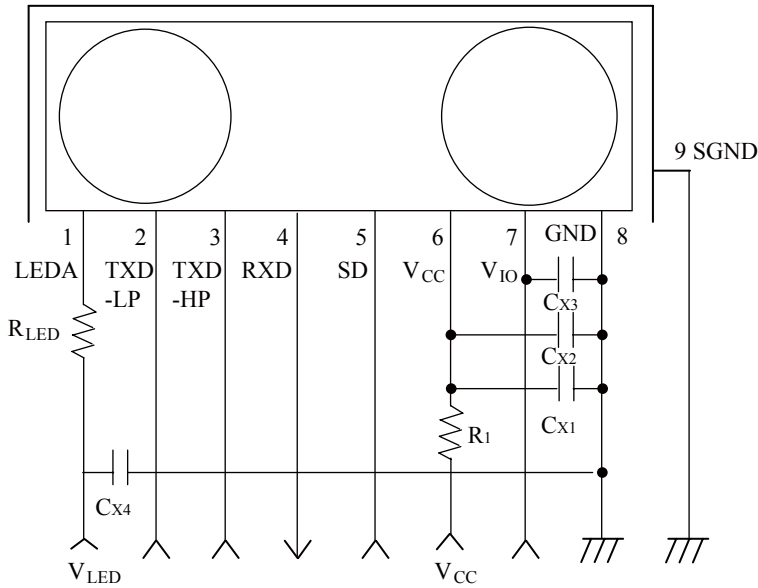 9 SGND
1 2 3 4 5 6 7 GND 8
LEDA TXD TXD RXD SD VCC VIO
-LP -HP
CX3
RLED
CX2
CX1
R1
CX4
VLED VCC